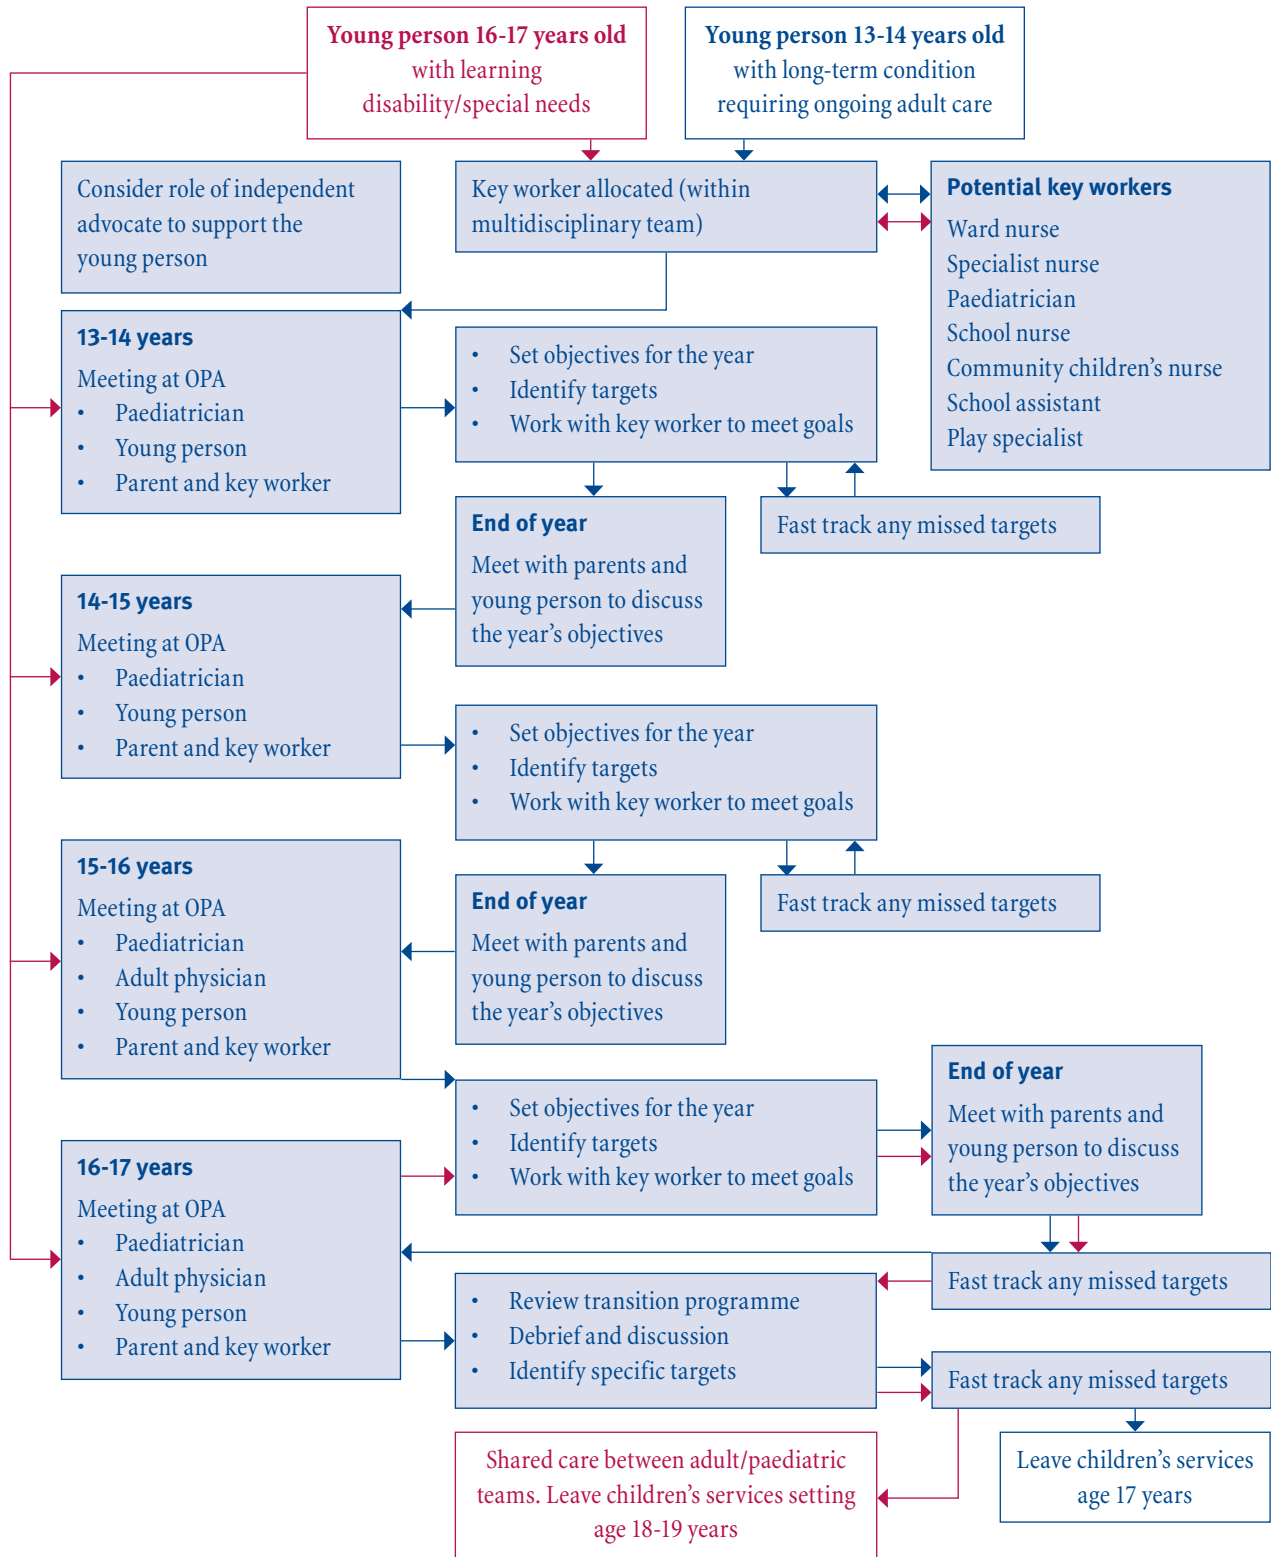 Young person 16-17 years old
with learning
disability/special needs
Young person 13-14 years old
with long-term condition
requiring ongoing adult care
Consider role of independent
advocate to support the
young person
Key worker allocated (within
multidisciplinary team)
Potential key workers
Ward nurse
Specialist nurse
Paediatrician
School nurse
Community children's nurse
School assistant
Play specialist
13-14 years
Meeting at OPA
• Paediatrician
• Young person
• Parent and key worker
• Set objectives for the year
• Identify targets
• Work with key worker to meet goals
End of year
Meet with parents and
young person to discuss
the year's objectives
Fast track any missed targets
14-15 years
Meeting at OPA
• Paediatrician
• Young person
• Parent and key worker
• Set objectives for the year
• Identify targets
• Work with key worker to meet goals
End of year
Meet with parents and
young person to discuss
the year's objectives
Fast track any missed targets
15-16 years
Meeting at OPA
• Paediatrician
• Adult physician
• Young person
• Parent and key worker
• Set objectives for the year
• Identify targets
• Work with key worker to meet goals
End of year
Meet with parents and
young person to discuss
the year's objectives
Fast track any missed targets
16-17 years
Meeting at OPA
• Paediatrician
• Adult physician
• Young person
• Parent and key worker
• Review transition programme
• Debrief and discussion
• Identify specific targets
Fast track any missed targets
Shared care between adult/paediatric
teams. Leave children's services setting
age 18-19 years
Leave children's services
age 17 years